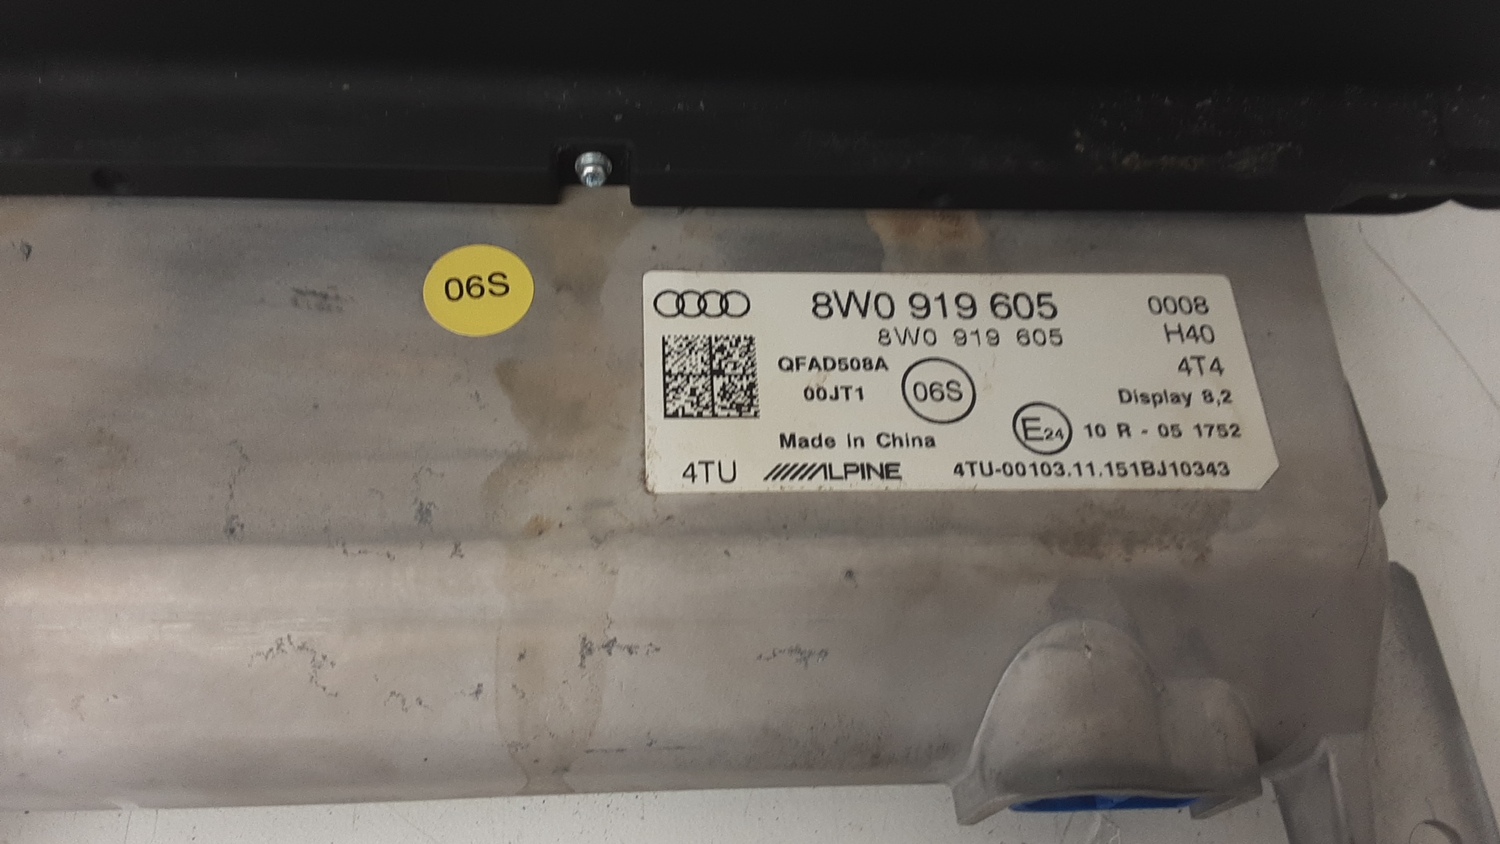 06S
8W0 919 605 0008
8W0 919 605 H40
QFAD508A 4T4
00JT1 06S Display 8,2
E24 10 R - 05 1752
Made in China
4TU ALPINE 4TU-00103.11.151BJ10343